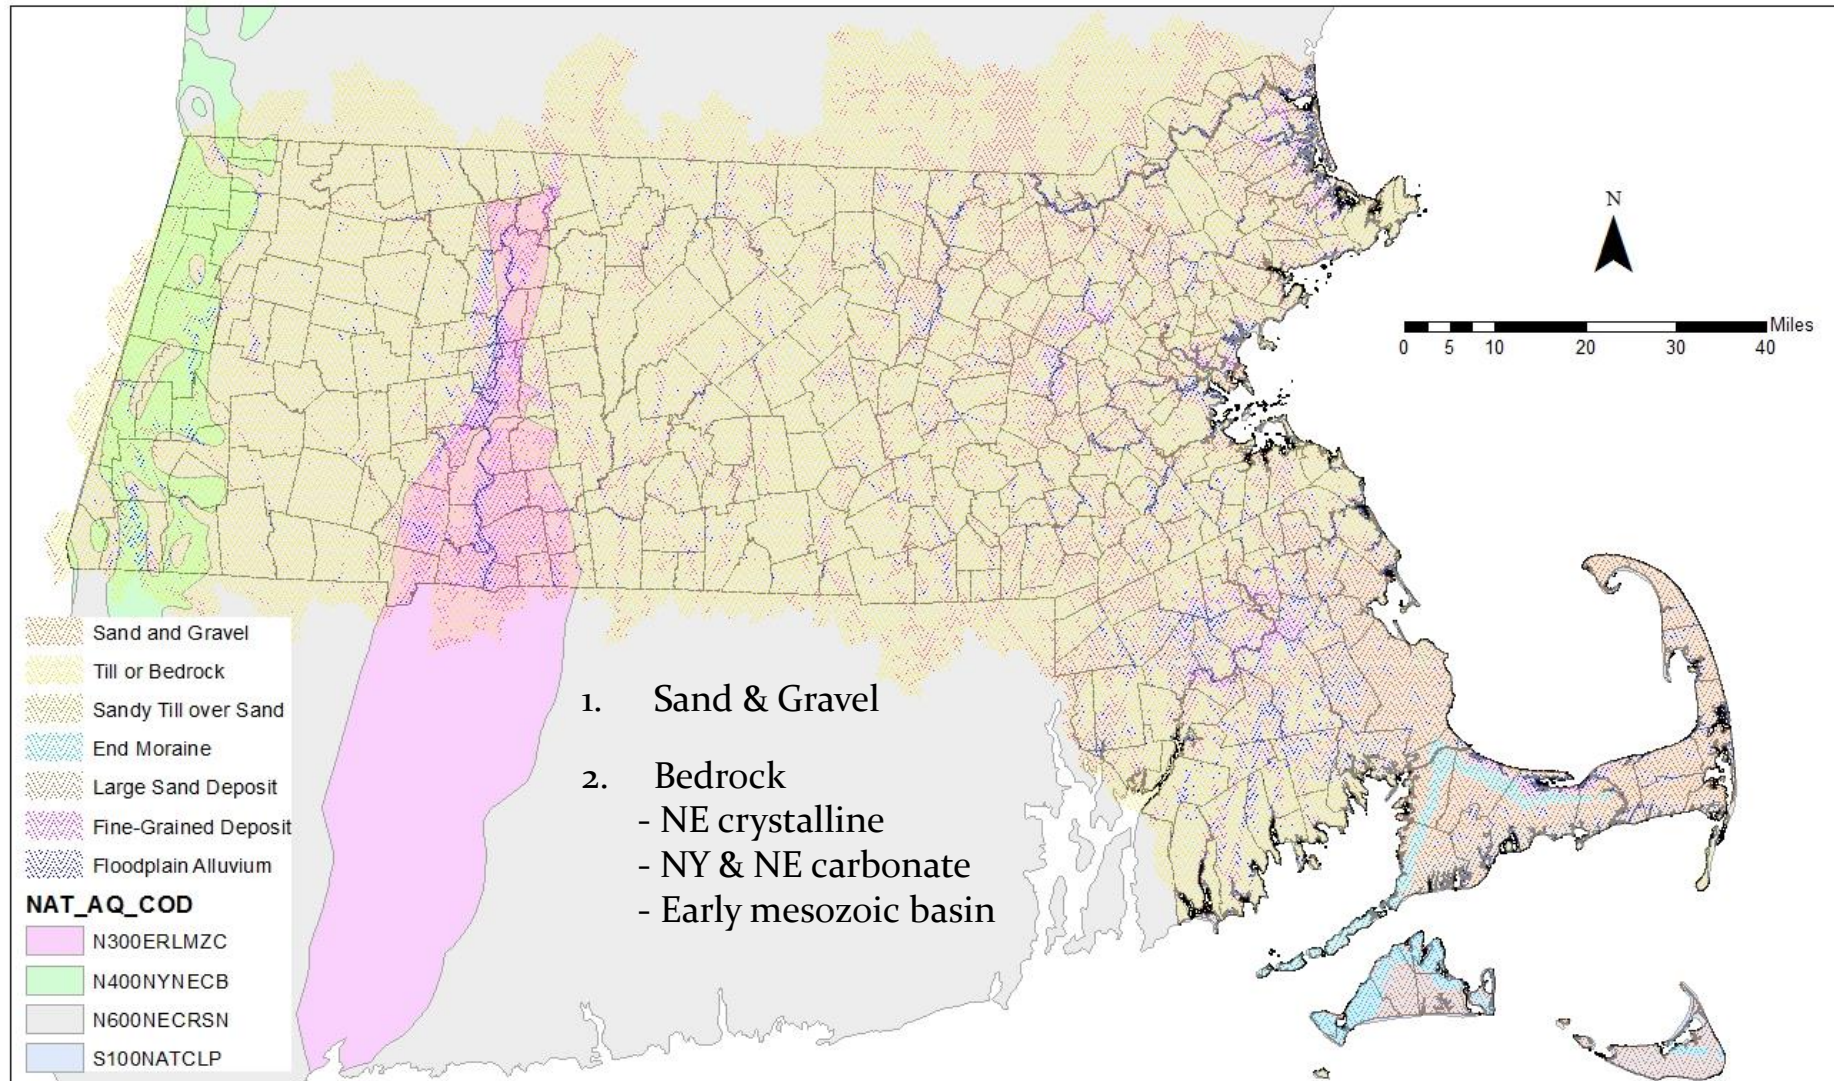 N
Miles
0 5 10 20 30 40
Sand and Gravel
Till or Bedrock
Sandy Till over Sand
End Moraine
Large Sand Deposit
Fine-Grained Deposit
Floodplain Alluvium
NAT_AQ_COD
N300ERLMZC
N400NYNECB
N600NECRSN
S100NATCLP
1. Sand & Gravel
2. Bedrock
- NE crystalline
- NY & NE carbonate
- Early mesozoic basin